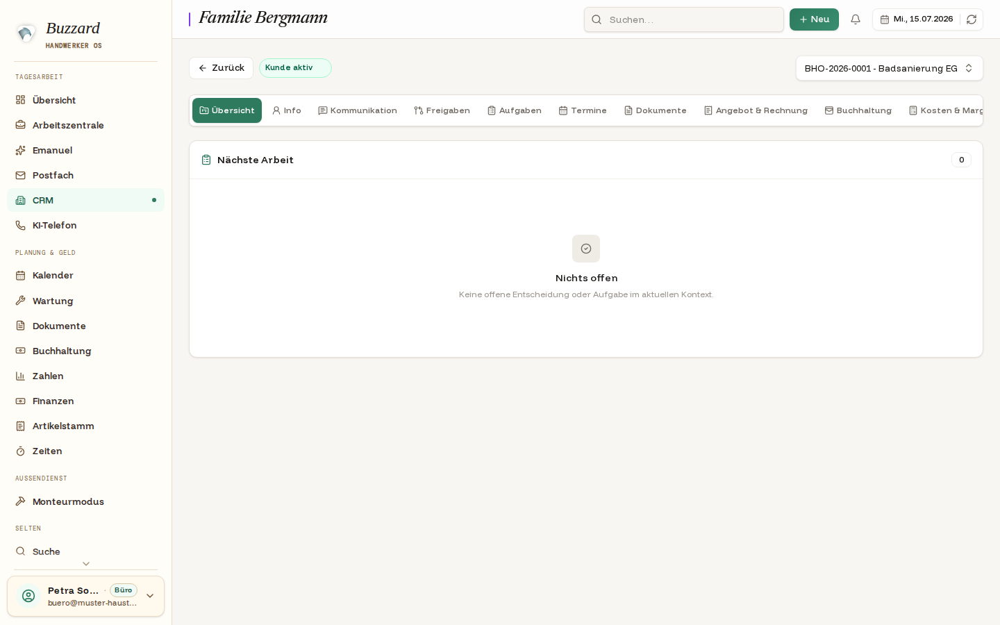 Buzzard
HANDWERKER OS
TAGESARBEIT
Übersicht
Arbeitszentrale
Emanuel
Postfach
CRM
KI-Telefon
PLANUNG & GELD
Kalender
Wartung
Dokumente
Buchhaltung
Zahlen
Finanzen
Artikelstamm
Zeiten
AUSSENDIENST
Monteurmodus
SELTEN
Suche
Petra So... · Büro
buero@muster-haust...
Familie Bergmann
Suchen...
Neu
Mi., 15.07.2026
Zurück
Kunde aktiv
BHO-2026-0001 - Badsanierung EG
Übersicht Info Kommunikation Freigaben Aufgaben Termine Dokumente Angebot & Rechnung Buchhaltung Kosten & Marg
Nächste Arbeit
0
Nichts offen
Keine offene Entscheidung oder Aufgabe im aktuellen Kontext.